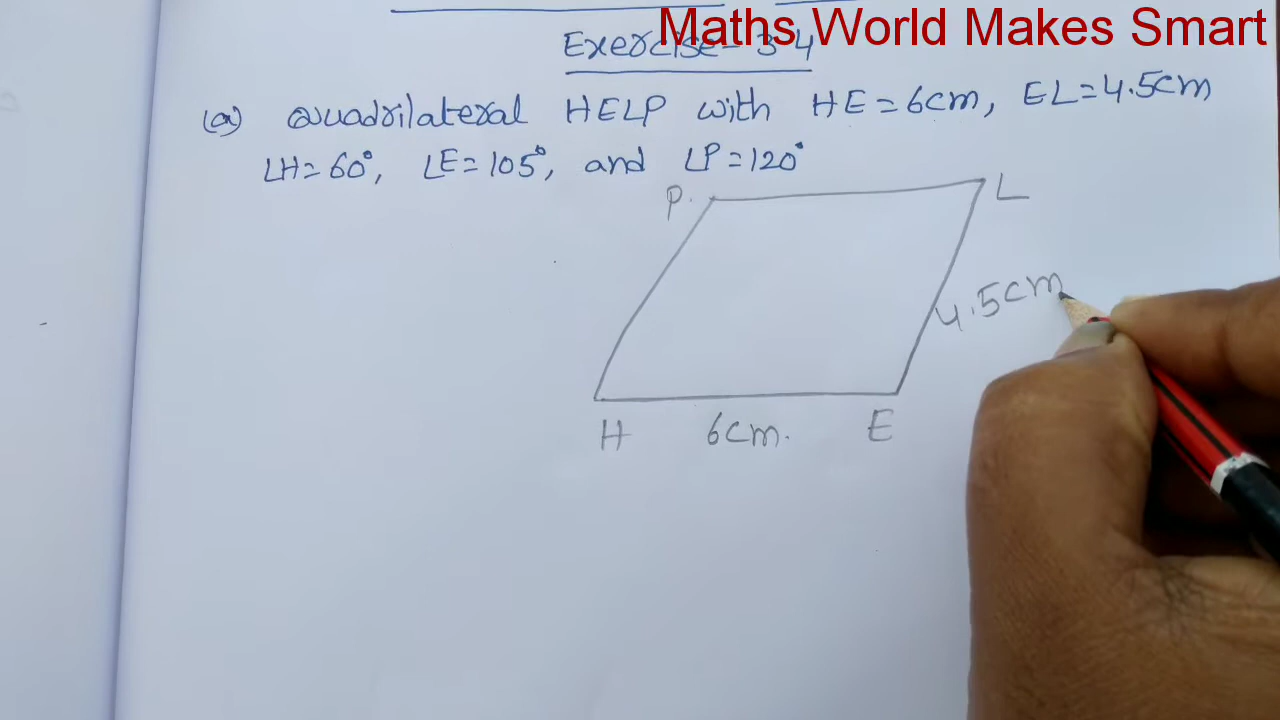 Maths World Makes Smart
Exercise-3.4
(a) Quadrilateral HELP with HE=6cm, EL=4.5cm
∠H=60°, ∠E=105°, and ∠P=120°
P. L
4.5cm
H 6cm. E